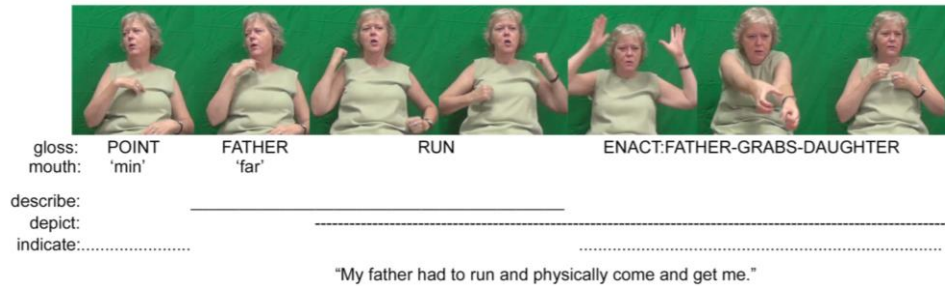 gloss: POINT FATHER RUN ENACT:FATHER-GRABS-DAUGHTER
mouth: 'min' 'far'
describe:
depict:
indicate:
“My father had to run and physically come and get me.”